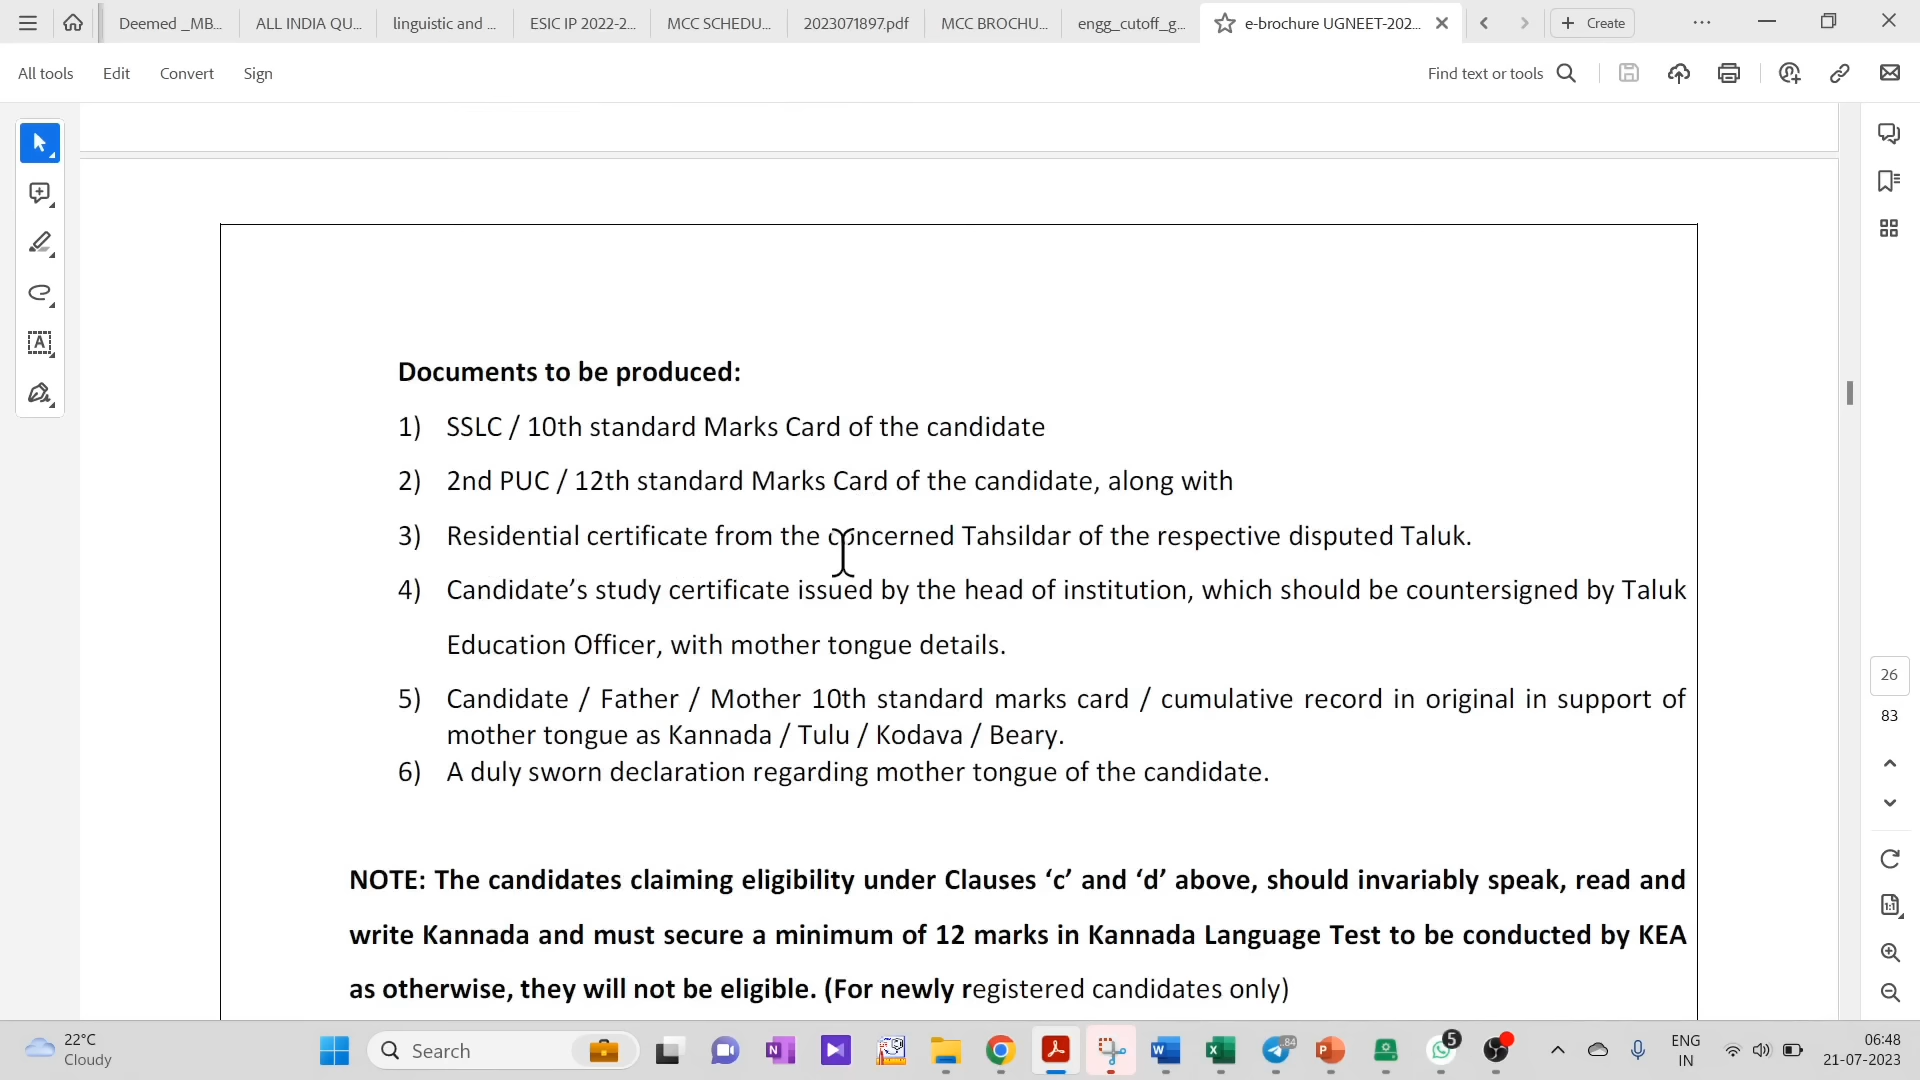 Deemed _MB...
ALL INDIA QU...
linguistic and ...
ESIC IP 2022-2...
MCC SCHEDU...
2023071897.pdf
MCC BROCHU...
engg_cutoff_g...
e-brochure UGNEET-202...
Create
All tools
Edit
Convert
Sign
Find text or tools
Documents to be produced:
1) SSLC / 10th standard Marks Card of the candidate
2) 2nd PUC / 12th standard Marks Card of the candidate, along with
3) Residential certificate from the concerned Tahsildar of the respective disputed Taluk.
4) Candidate’s study certificate issued by the head of institution, which should be countersigned by Taluk
Education Officer, with mother tongue details.
5) Candidate / Father / Mother 10th standard marks card / cumulative record in original in support of
mother tongue as Kannada / Tulu / Kodava / Beary.
6) A duly sworn declaration regarding mother tongue of the candidate.
NOTE: The candidates claiming eligibility under Clauses ‘c’ and ‘d’ above, should invariably speak, read and
write Kannada and must secure a minimum of 12 marks in Kannada Language Test to be conducted by KEA
as otherwise, they will not be eligible. (For newly registered candidates only)
26
83
1:1
22°C
Cloudy
Search
84
5
ENG
IN
06:48
21-07-2023